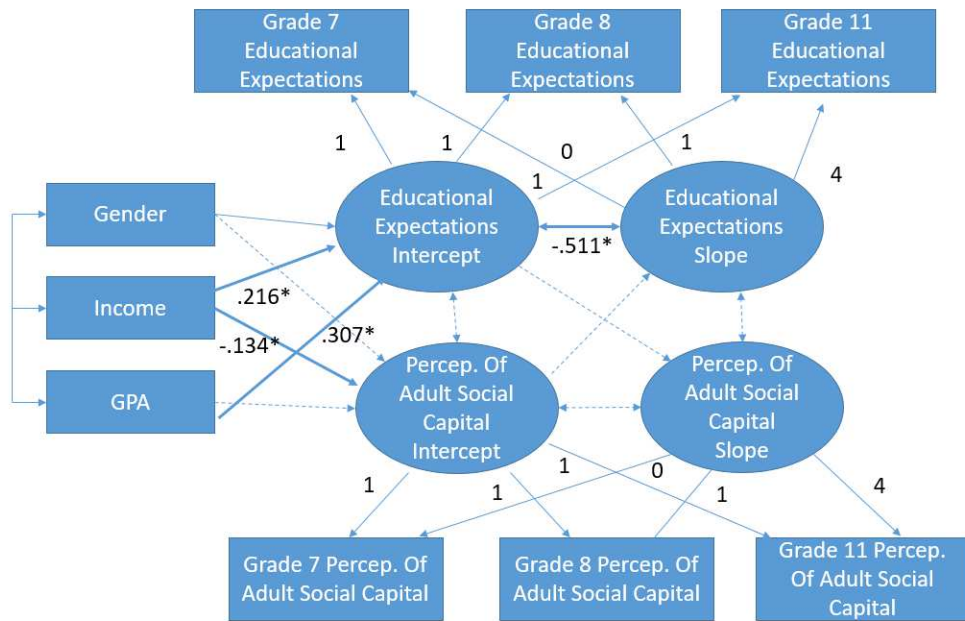 Grade 7
Educational
Expectations
Grade 8
Educational
Expectations
Grade 11
Educational
Expectations
1
1
0
1
1
4
Gender
Income
GPA
.216*
-.134*
.307*
Educational
Expectations
Intercept
-.511*
Educational
Expectations
Slope
Percep. Of
Adult Social
Capital
Intercept
Percep. Of
Adult Social
Capital
Slope
1
1
1
0
1
4
Grade 7 Percep. Of
Adult Social Capital
Grade 8 Percep. Of
Adult Social Capital
Grade 11 Percep.
Of Adult Social
Capital